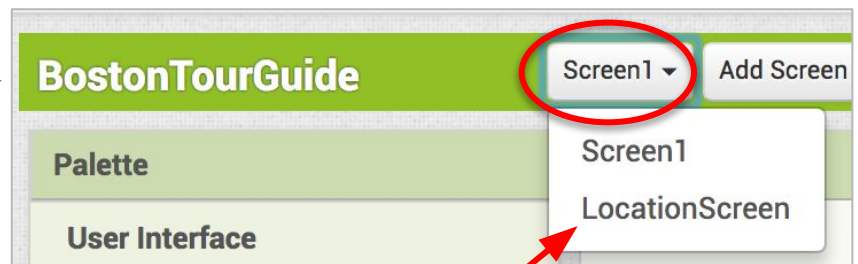 BostonTourGuide Screen1 Add Screen
Palette
Screen1
LocationScreen
User Interface